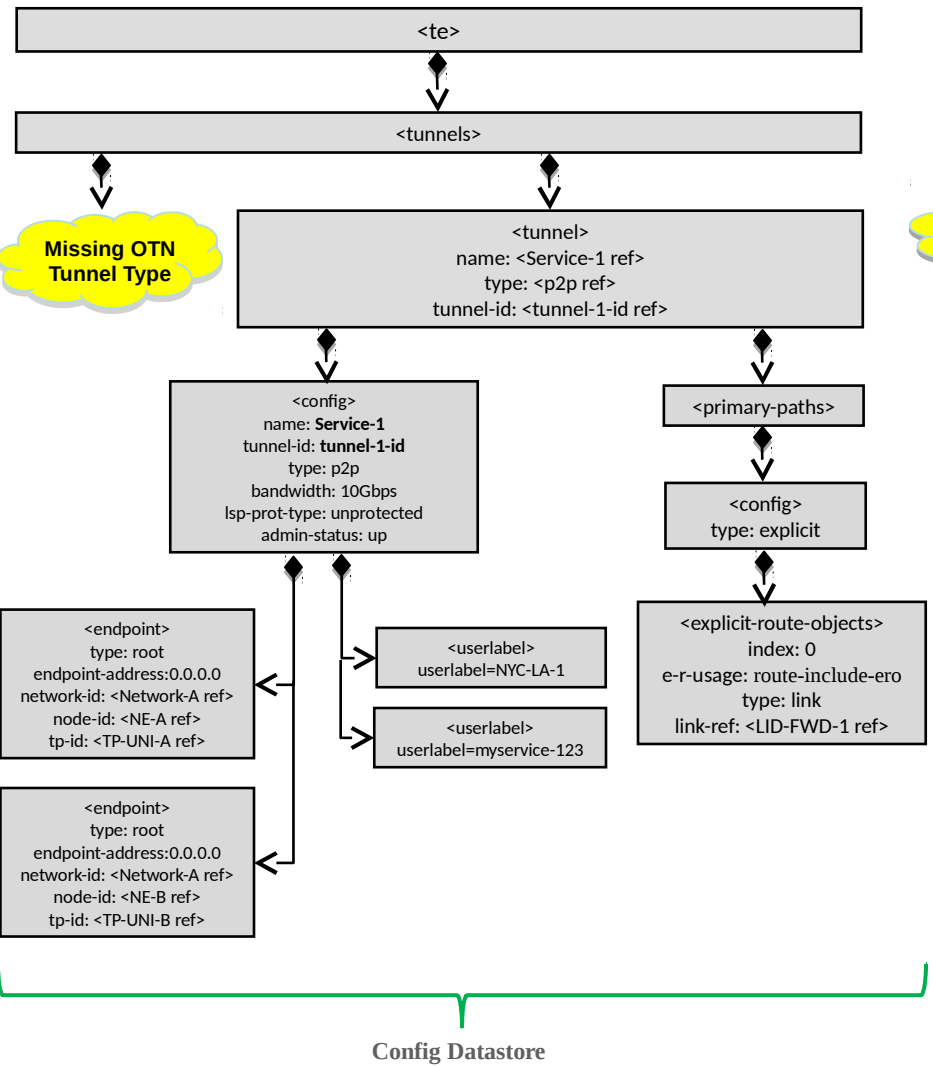 <te>
<tunnels>
Missing OTN
Tunnel Type
<tunnel>
name: <Service-1 ref>
type: <p2p ref>
tunnel-id: <tunnel-1-id ref>
<config>
name: Service-1
tunnel-id: tunnel-1-id
type: p2p
bandwidth: 10Gbps
lsp-prot-type: unprotected
admin-status: up
<primary-paths>
<config>
type: explicit
<endpoint>
type: root
endpoint-address:0.0.0.0
network-id: <Network-A ref>
node-id: <NE-A ref>
tp-id: <TP-UNI-A ref>
<userlabel>
userlabel=NYC-LA-1
<userlabel>
userlabel=myservice-123
<explicit-route-objects>
index: 0
e-r-usage: route-include-ero
type: link
link-ref: <LID-FWD-1 ref>
<endpoint>
type: root
endpoint-address:0.0.0.0
network-id: <Network-A ref>
node-id: <NE-B ref>
tp-id: <TP-UNI-B ref>
Config Datastore